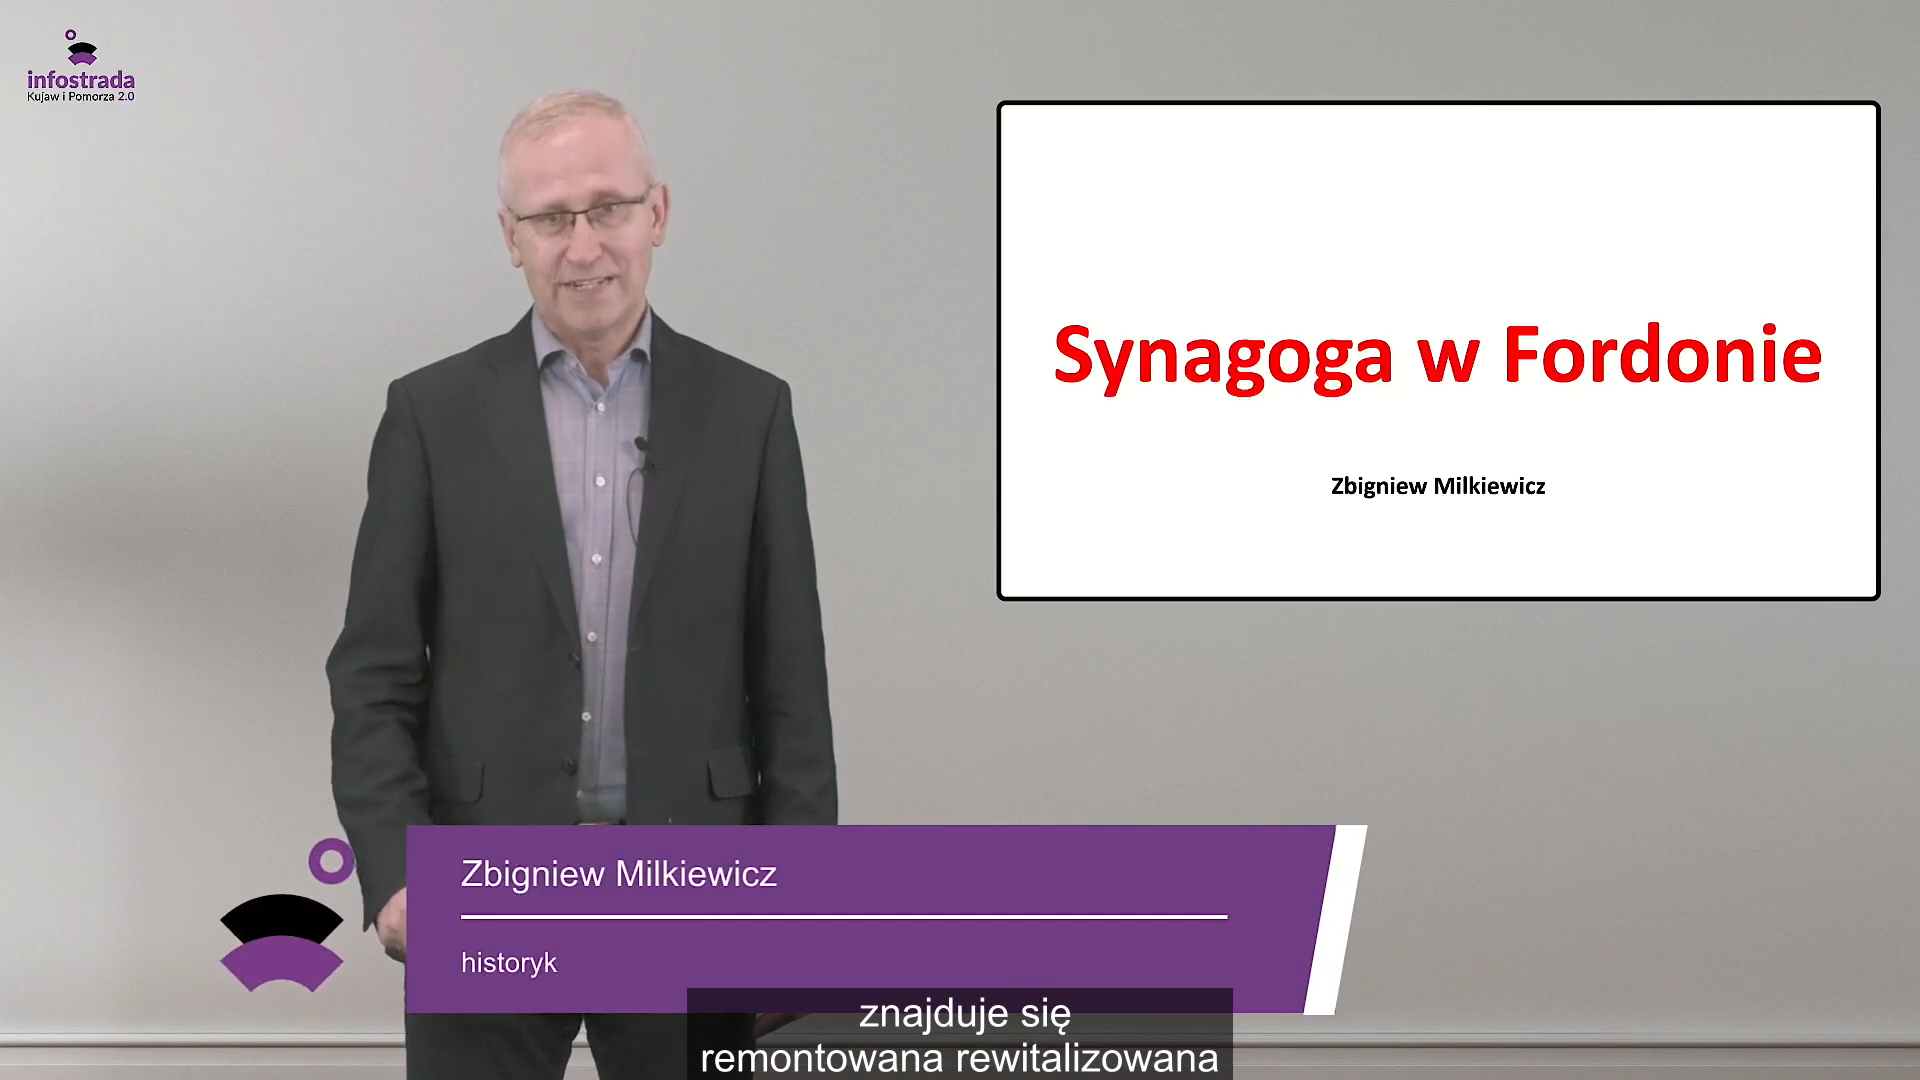 infostrada
Kujaw i Pomorza 2.0
Synagoga w Fordonie
Zbigniew Milkiewicz
Zbigniew Milkiewicz
historyk
znajduje się
remontowana rewitalizowana